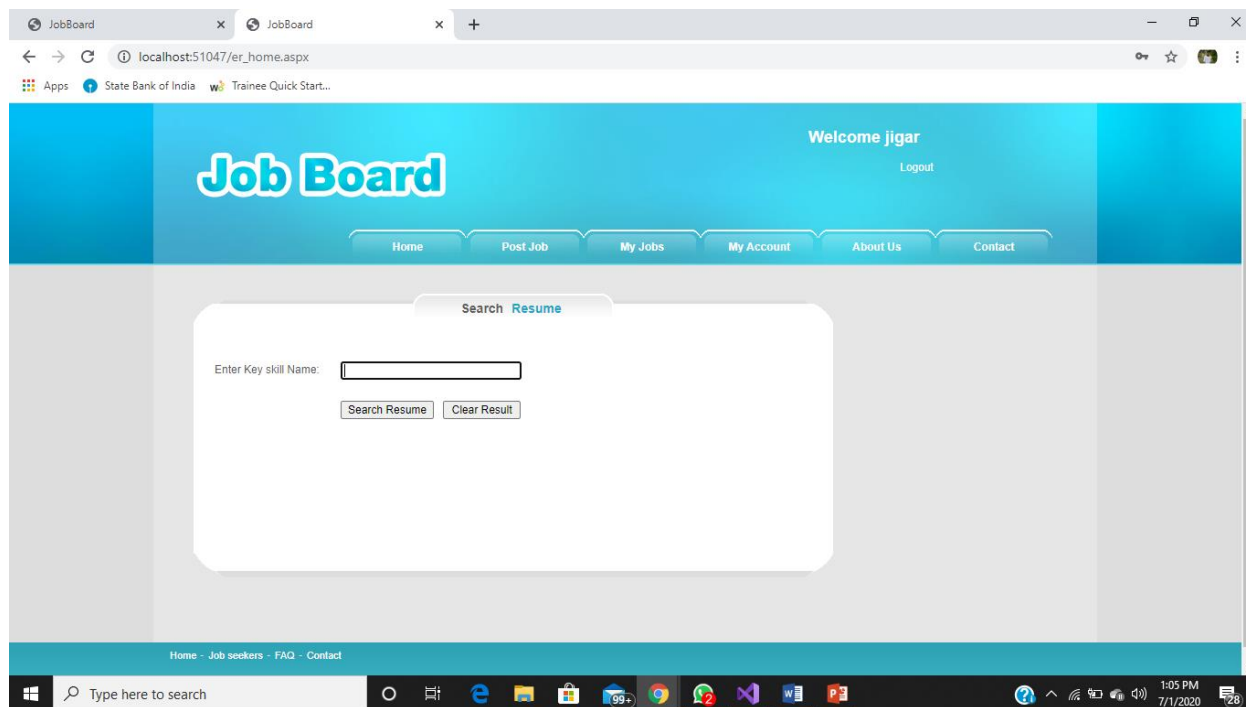 JobBoard JobBoard
localhost:51047/er_home.aspx
Apps State Bank of India Trainee Quick Start...
Welcome jigar
Logout
Job Board
Home Post Job My Jobs My Account About Us Contact
Search Resume
Enter Key skill Name:
Search Resume Clear Result
Home - Job seekers - FAQ - Contact
Type here to search
99+
2
1:05 PM
7/1/2020
28